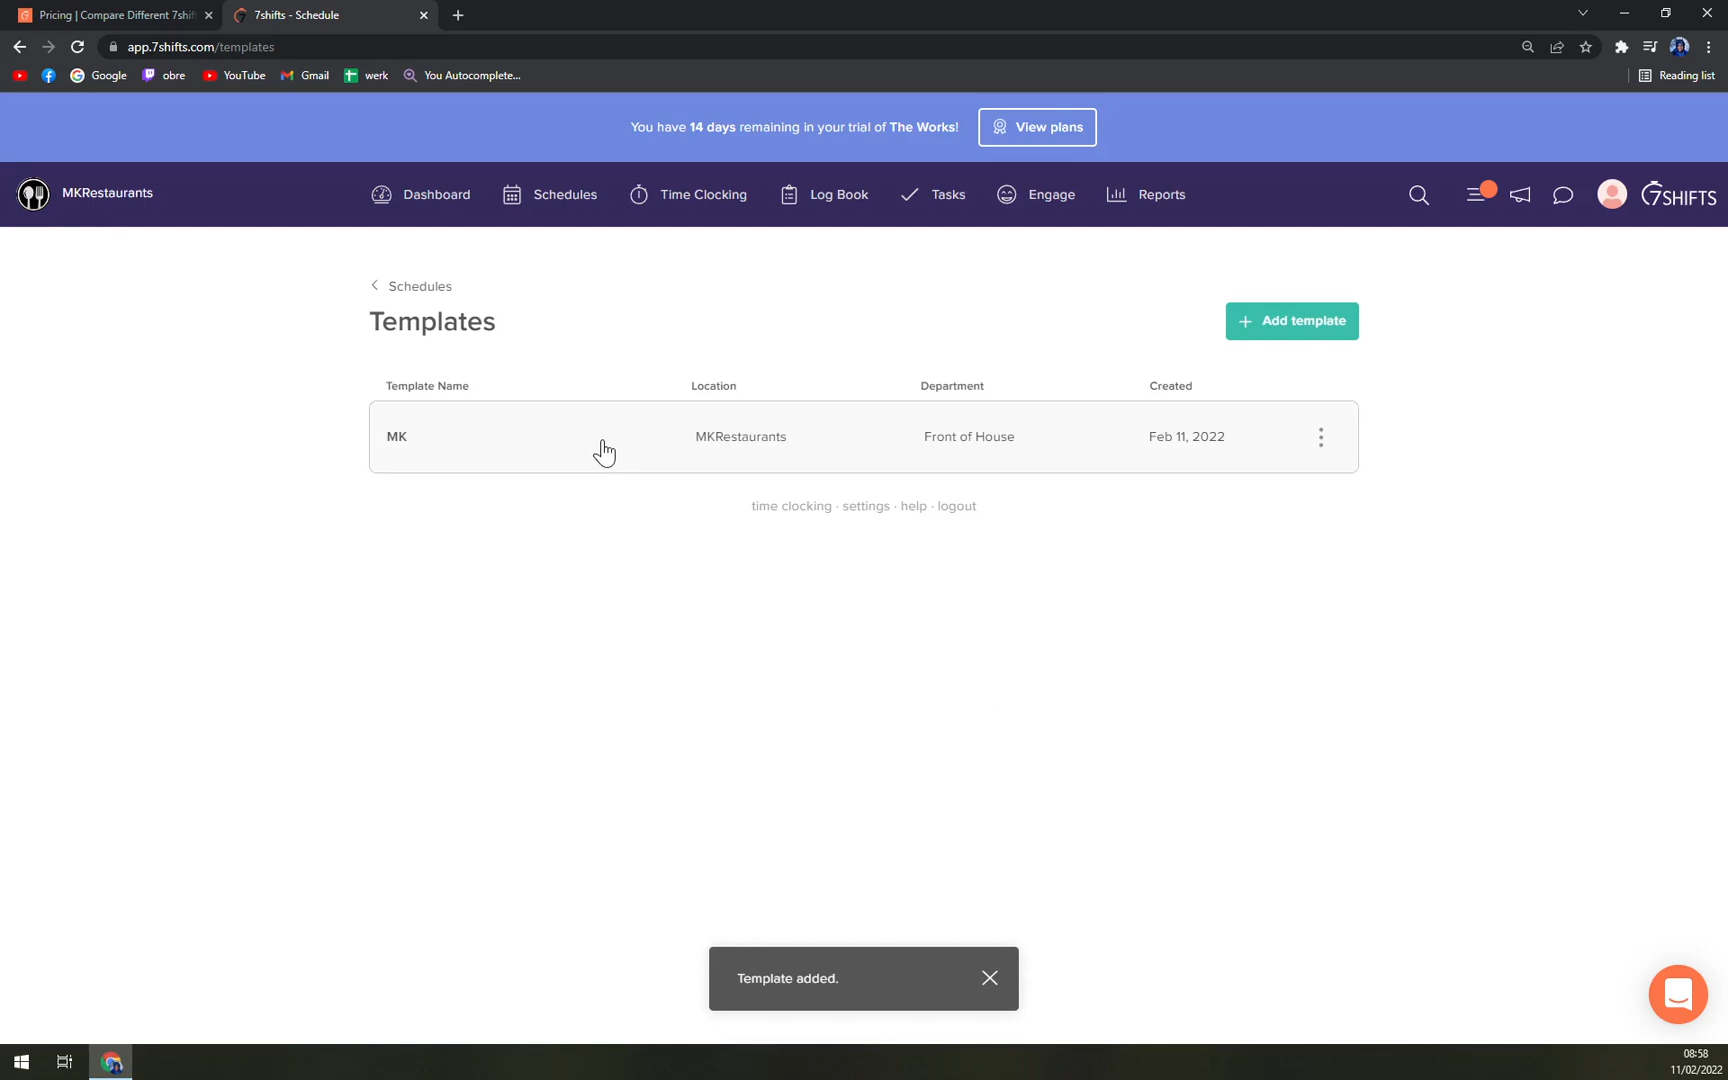 Pricing | Compare Different 7shif
7shifts - Schedule
app.7shifts.com/templates
Google
obre
YouTube
Gmail
werk
You Autocomplete...
Reading list
You have 14 days remaining in your trial of The Works!
View plans
MKRestaurants
Dashboard
Schedules
Time Clocking
Log Book
Tasks
Engage
Reports
7SHIFTS
Schedules
Templates
+ Add template
Template Name
Location
Department
Created
MK
MKRestaurants
Front of House
Feb 11, 2022
time clocking · settings · help · logout
Template added.
08:58
11/02/2022